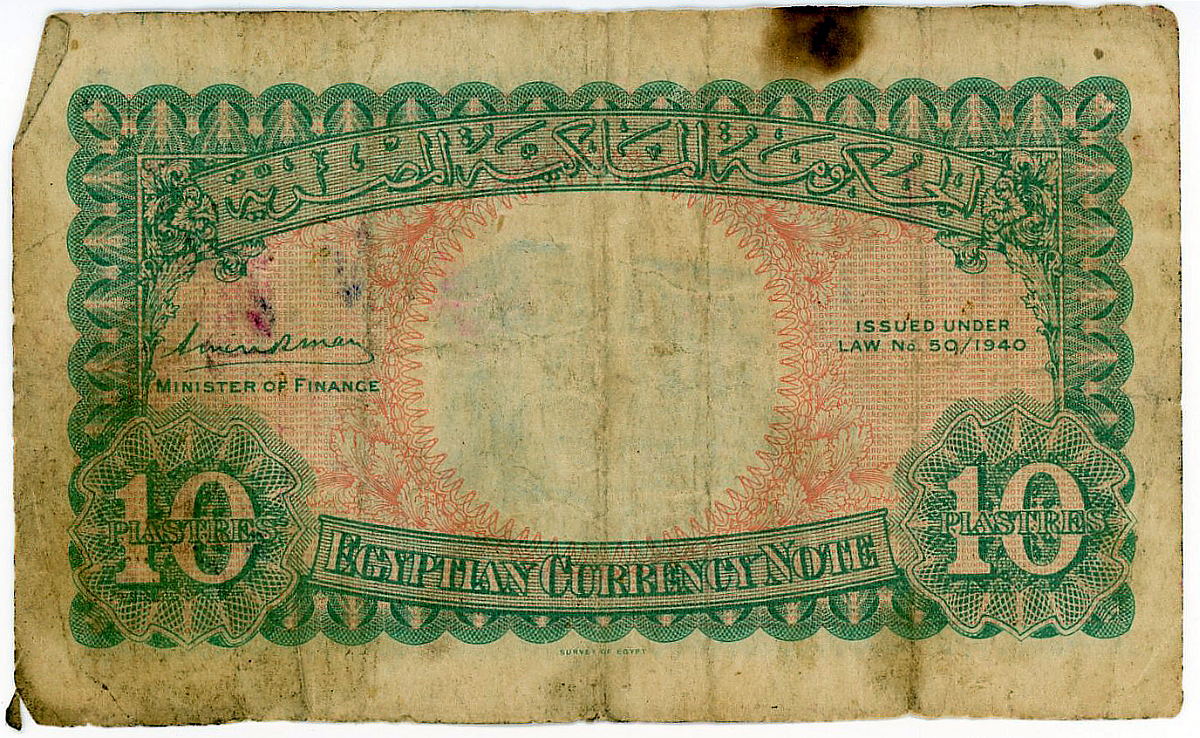 الحكومة الملكية المصرية
ISSUED UNDER
LAW No. 50/1940
MINISTER OF FINANCE
10
PIASTRES
10
PIASTRES
EGYPTIAN CURRENCY NOTE
SURVEY OF EGYPT